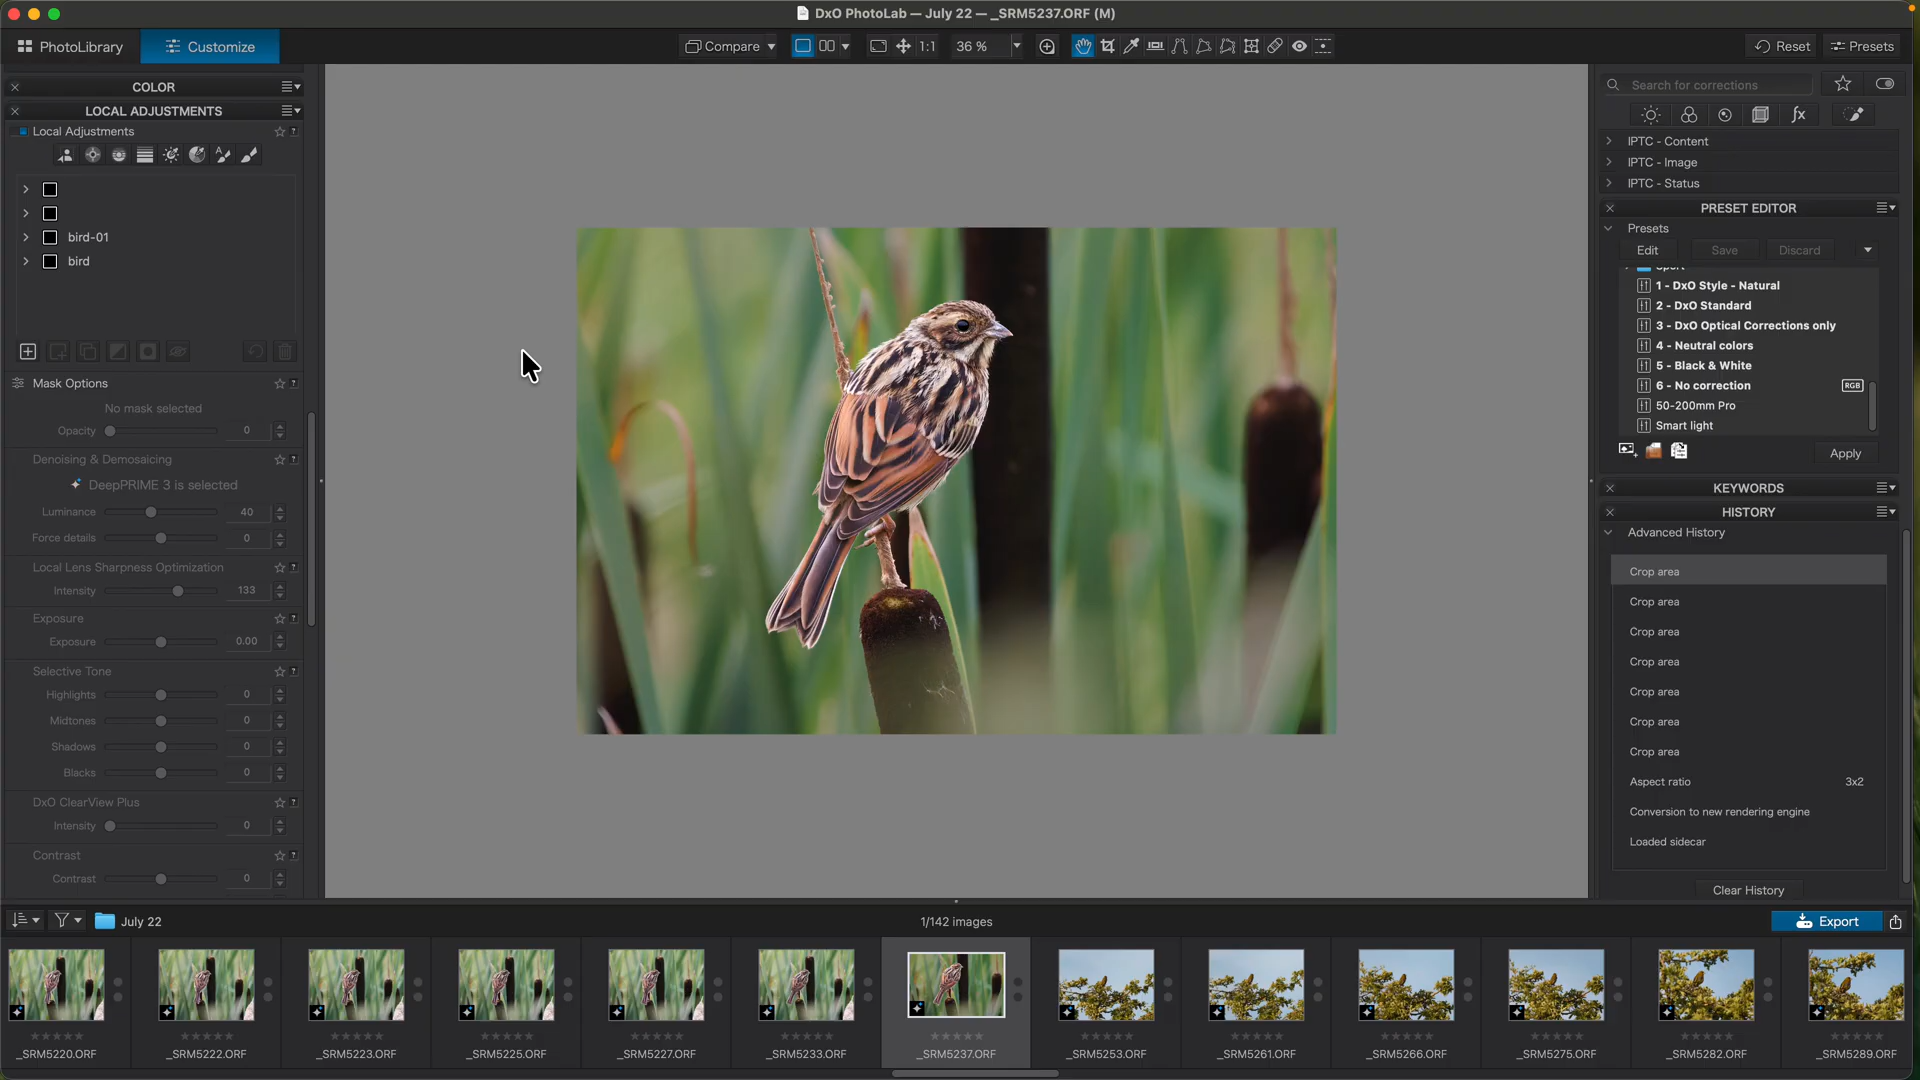 DxO PhotoLab — July 22 — _SRM5237.ORF (M)
PhotoLibrary
Customize
Compare
1:1
36 %
Reset
Presets
COLOR
LOCAL ADJUSTMENTS
Local Adjustments
bird-01
bird
Mask Options
No mask selected
Opacity 0
Denoising & Demosaicing
DeepPRIME 3 is selected
Luminance 40
Force details 0
Local Lens Sharpness Optimization
Intensity 133
Exposure
Exposure 0.00
Selective Tone
Highlights 0
Midtones 0
Shadows 0
Blacks 0
DxO ClearView Plus
Intensity 0
Contrast
Contrast 0
Search for corrections
fx
IPTC - Content
IPTC - Image
IPTC - Status
PRESET EDITOR
Presets
Edit Save Discard
1 - DxO Style - Natural
2 - DxO Standard
3 - DxO Optical Corrections only
4 - Neutral colors
5 - Black & White
6 - No correction RGB
50-200mm Pro
Smart light
Apply
KEYWORDS
HISTORY
Advanced History
Crop area
Crop area
Crop area
Crop area
Crop area
Crop area
Crop area
Aspect ratio 3x2
Conversion to new rendering engine
Loaded sidecar
Clear History
July 22
1/142 images
Export
_SRM5220.ORF
_SRM5222.ORF
_SRM5223.ORF
_SRM5225.ORF
_SRM5227.ORF
_SRM5233.ORF
_SRM5237.ORF
_SRM5253.ORF
_SRM5261.ORF
_SRM5266.ORF
_SRM5275.ORF
_SRM5282.ORF
_SRM5289.ORF